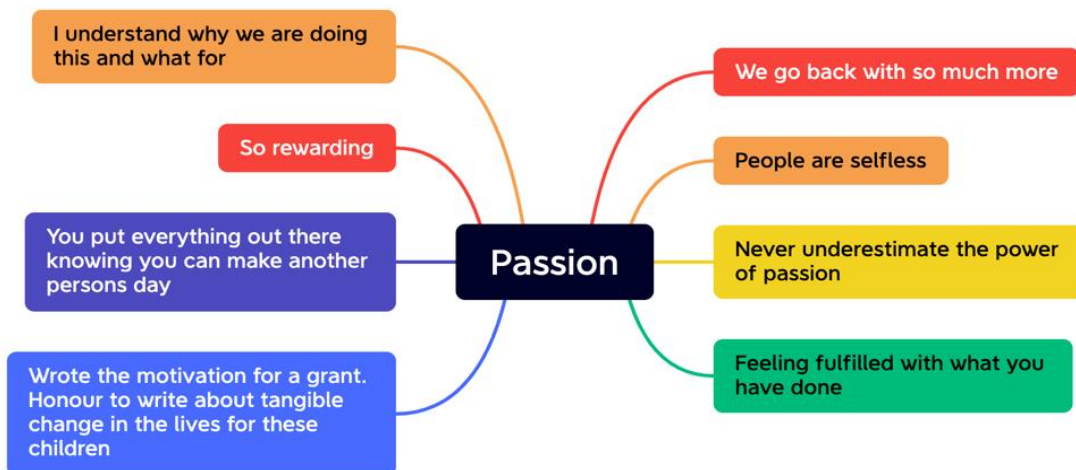 I understand why we are doing
this and what for
So rewarding
You put everything out there
knowing you can make another
persons day
Wrote the motivation for a grant.
Honour to write about tangible
change in the lives for these
children
Passion
We go back with so much more
People are selfless
Never underestimate the power
of passion
Feeling fulfilled with what you
have done